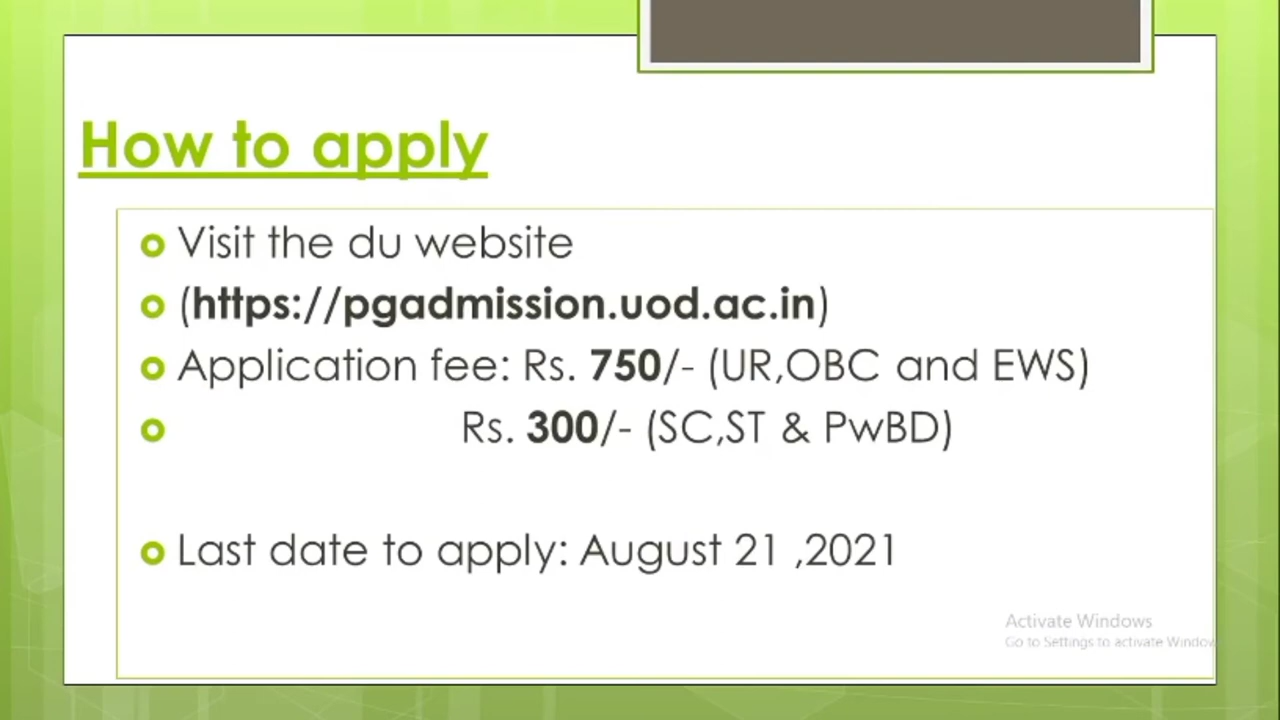 How to apply
Visit the du website
(https://pgadmission.uod.ac.in)
Application fee: Rs. 750/- (UR,OBC and EWS)
Rs. 300/- (SC,ST & PwBD)
Last date to apply: August 21 ,2021
Activate Windows
Go to Settings to activate Window